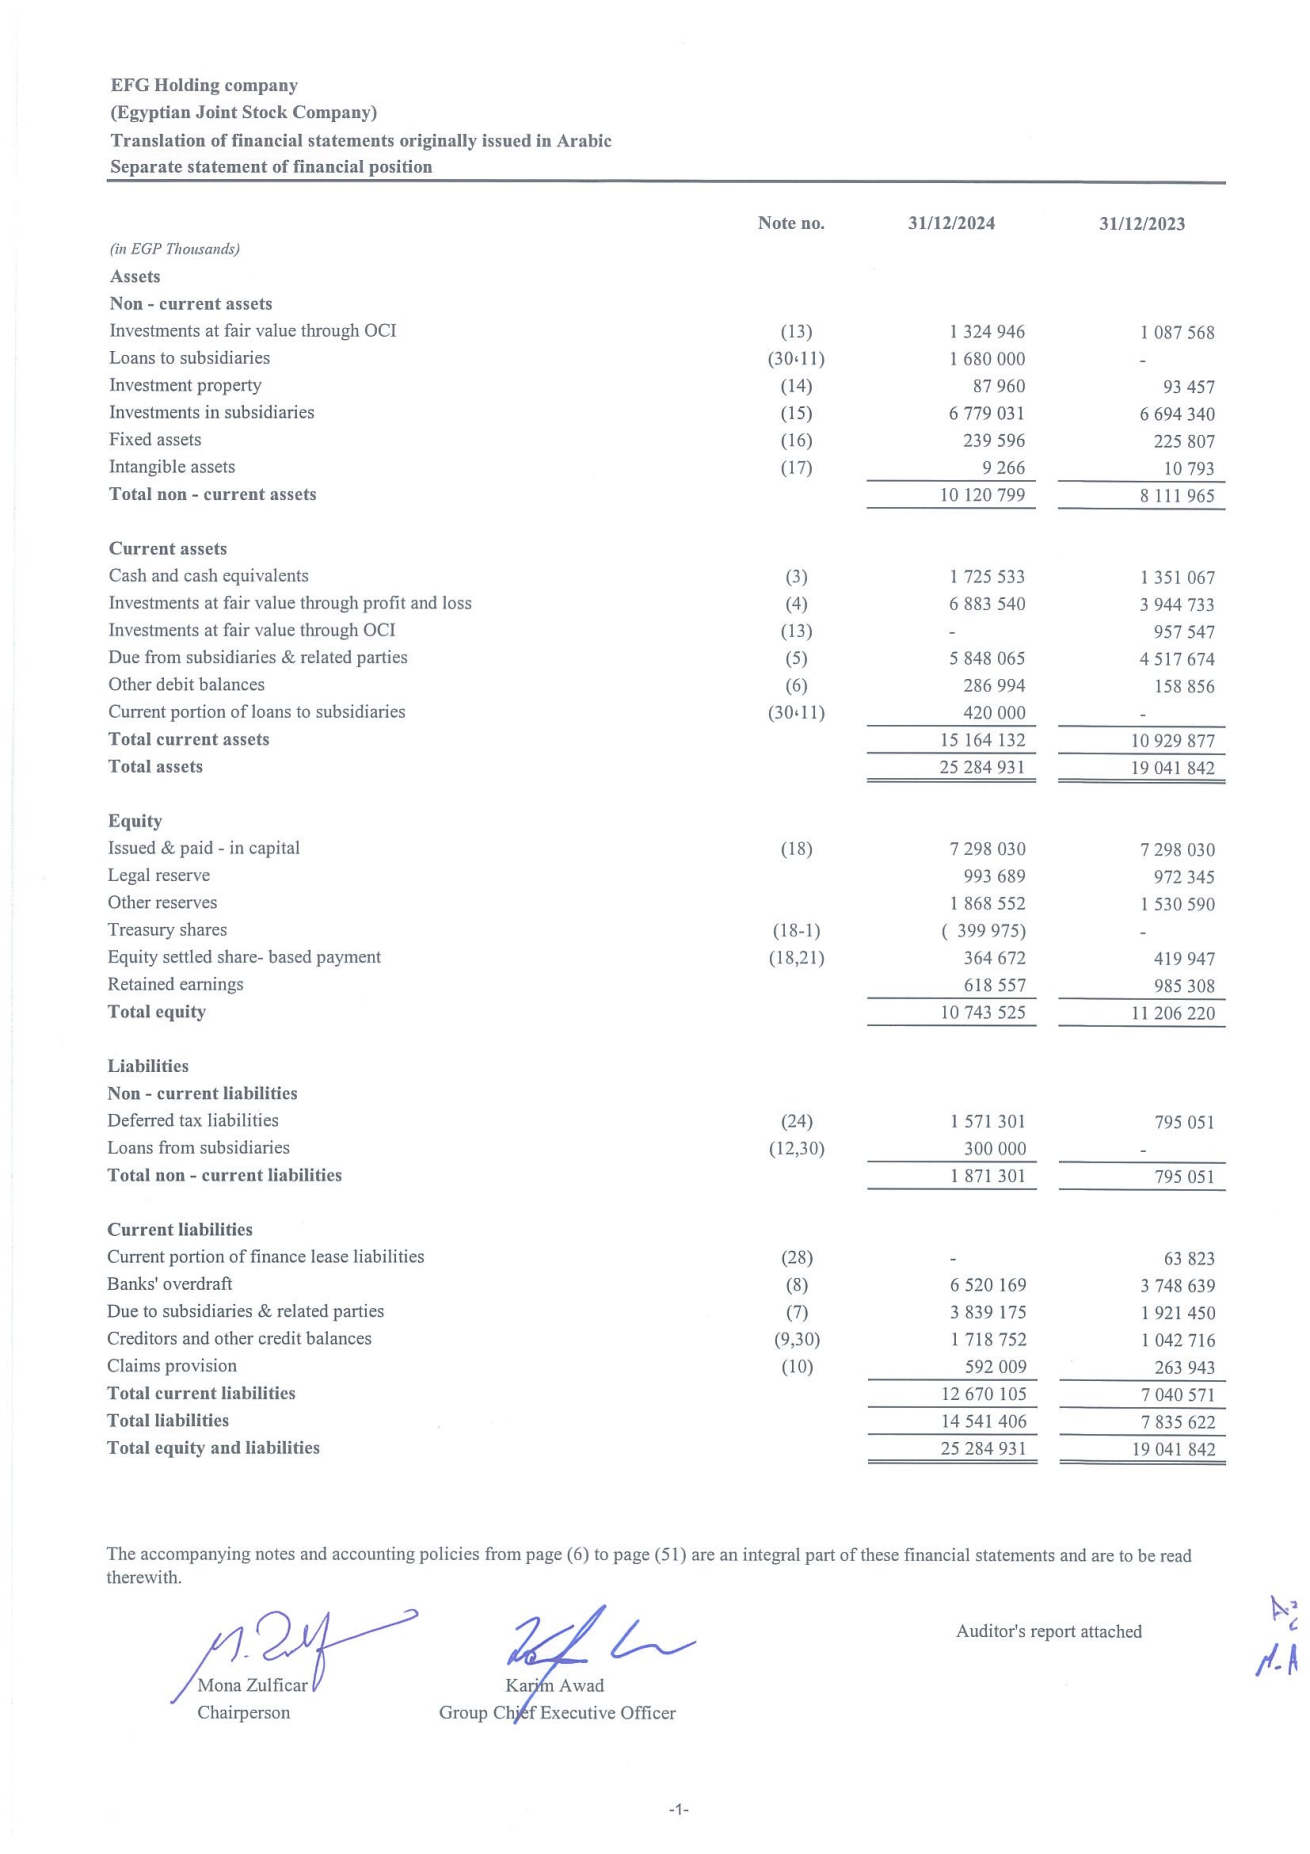 EFG Holding company
(Egyptian Joint Stock Company)
Translation of financial statements originally issued in Arabic
Separate statement of financial position
Note no. 31/12/2024 31/12/2023
(in EGP Thousands)
Assets
Non - current assets
Investments at fair value through OCI (13) 1 324 946 1 087 568
Loans to subsidiaries (30،11) 1 680 000 -
Investment property (14) 87 960 93 457
Investments in subsidiaries (15) 6 779 031 6 694 340
Fixed assets (16) 239 596 225 807
Intangible assets (17) 9 266 10 793
Total non - current assets 10 120 799 8 111 965
Current assets
Cash and cash equivalents (3) 1 725 533 1 351 067
Investments at fair value through profit and loss (4) 6 883 540 3 944 733
Investments at fair value through OCI (13) - 957 547
Due from subsidiaries & related parties (5) 5 848 065 4 517 674
Other debit balances (6) 286 994 158 856
Current portion of loans to subsidiaries (30،11) 420 000 -
Total current assets 15 164 132 10 929 877
Total assets 25 284 931 19 041 842
Equity
Issued & paid - in capital (18) 7 298 030 7 298 030
Legal reserve 993 689 972 345
Other reserves 1 868 552 1 530 590
Treasury shares (18-1) ( 399 975) -
Equity settled share- based payment (18,21) 364 672 419 947
Retained earnings 618 557 985 308
Total equity 10 743 525 11 206 220
Liabilities
Non - current liabilities
Deferred tax liabilities (24) 1 571 301 795 051
Loans from subsidiaries (12,30) 300 000 -
Total non - current liabilities 1 871 301 795 051
Current liabilities
Current portion of finance lease liabilities (28) - 63 823
Banks' overdraft (8) 6 520 169 3 748 639
Due to subsidiaries & related parties (7) 3 839 175 1 921 450
Creditors and other credit balances (9,30) 1 718 752 1 042 716
Claims provision (10) 592 009 263 943
Total current liabilities 12 670 105 7 040 571
Total liabilities 14 541 406 7 835 622
Total equity and liabilities 25 284 931 19 041 842
The accompanying notes and accounting policies from page (6) to page (51) are an integral part of these financial statements and are to be read
therewith.
Auditor's report attached
M. Zulf
Mona Zulficar Karim Awad
Chairperson Group Chief Executive Officer
-1-